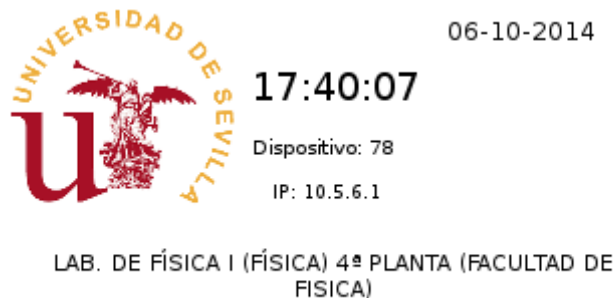 UNIVERSIDAD DE SEVILLA
06-10-2014
17:40:07
Dispositivo: 78
IP: 10.5.6.1
LAB. DE FÍSICA I (FÍSICA) 4ª PLANTA (FACULTAD DE
FISICA)